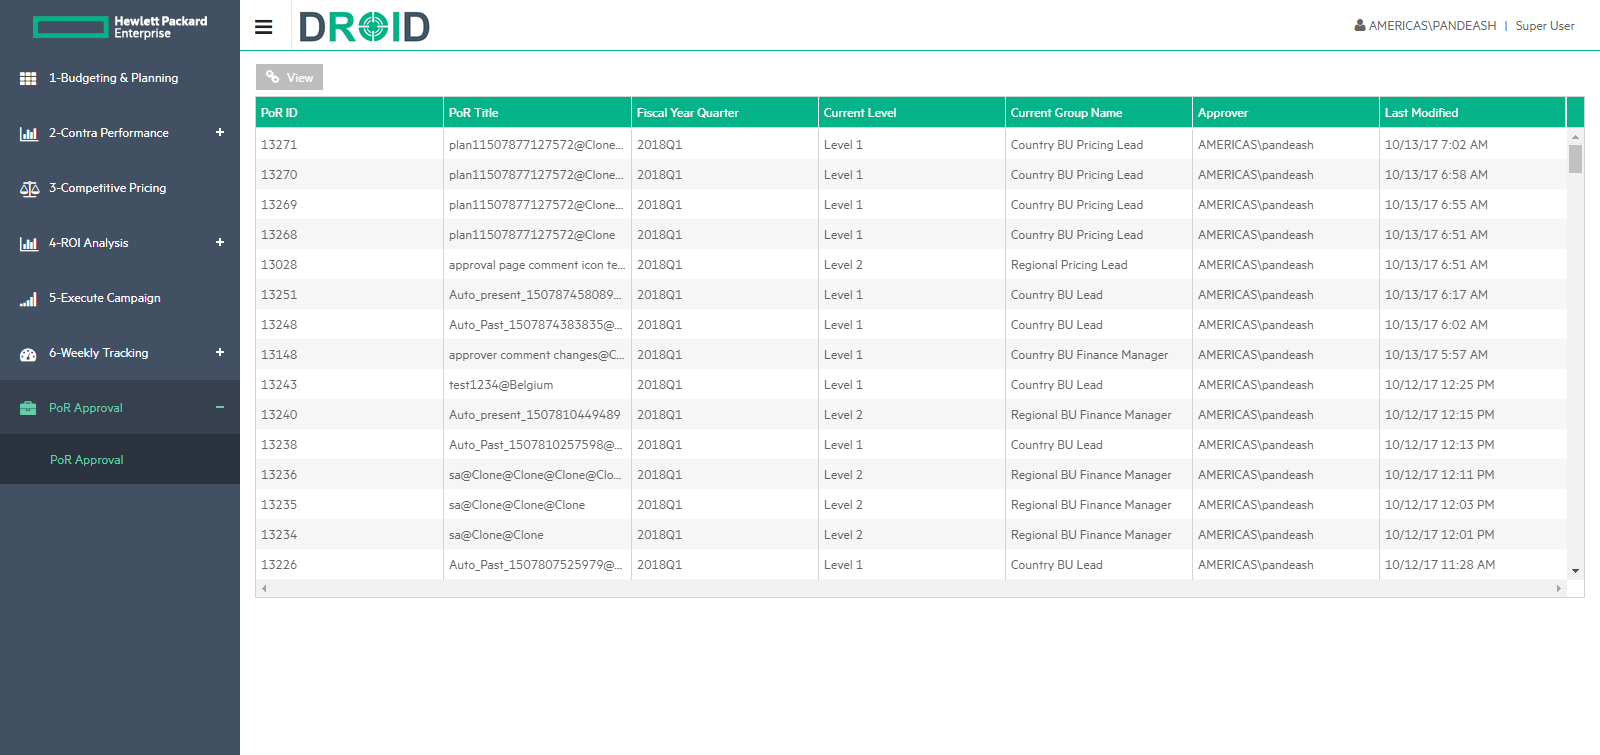 Hewlett Packard
Enterprise
DROID
AMERICAS\PANDEASH | Super User
1-Budgeting & Planning
2-Contra Performance +
3-Competitive Pricing
4-ROI Analysis +
5-Execute Campaign
6-Weekly Tracking +
PoR Approval −
PoR Approval
View
PoR ID PoR Title Fiscal Year Quarter Current Level Current Group Name Approver Last Modified
13271 plan11507877127572@Clone... 2018Q1 Level 1 Country BU Pricing Lead AMERICAS\pandeash 10/13/17 7:02 AM
13270 plan11507877127572@Clone... 2018Q1 Level 1 Country BU Pricing Lead AMERICAS\pandeash 10/13/17 6:58 AM
13269 plan11507877127572@Clone... 2018Q1 Level 1 Country BU Pricing Lead AMERICAS\pandeash 10/13/17 6:55 AM
13268 plan11507877127572@Clone 2018Q1 Level 1 Country BU Pricing Lead AMERICAS\pandeash 10/13/17 6:51 AM
13028 approval page comment icon te... 2018Q1 Level 2 Regional Pricing Lead AMERICAS\pandeash 10/13/17 6:51 AM
13251 Auto_present_150787458089... 2018Q1 Level 1 Country BU Lead AMERICAS\pandeash 10/13/17 6:17 AM
13248 Auto_Past_1507874383835@... 2018Q1 Level 1 Country BU Lead AMERICAS\pandeash 10/13/17 6:02 AM
13148 approver comment changes@C... 2018Q1 Level 1 Country BU Finance Manager AMERICAS\pandeash 10/13/17 5:57 AM
13243 test1234@Belgium 2018Q1 Level 1 Country BU Lead AMERICAS\pandeash 10/12/17 12:25 PM
13240 Auto_present_1507810449489 2018Q1 Level 2 Regional BU Finance Manager AMERICAS\pandeash 10/12/17 12:15 PM
13238 Auto_Past_1507810257598@... 2018Q1 Level 1 Country BU Lead AMERICAS\pandeash 10/12/17 12:13 PM
13236 sa@Clone@Clone@Clone@Clo... 2018Q1 Level 2 Regional BU Finance Manager AMERICAS\pandeash 10/12/17 12:11 PM
13235 sa@Clone@Clone@Clone 2018Q1 Level 2 Regional BU Finance Manager AMERICAS\pandeash 10/12/17 12:03 PM
13234 sa@Clone@Clone 2018Q1 Level 2 Regional BU Finance Manager AMERICAS\pandeash 10/12/17 12:01 PM
13226 Auto_Past_1507807525979@... 2018Q1 Level 1 Country BU Lead AMERICAS\pandeash 10/12/17 11:28 AM